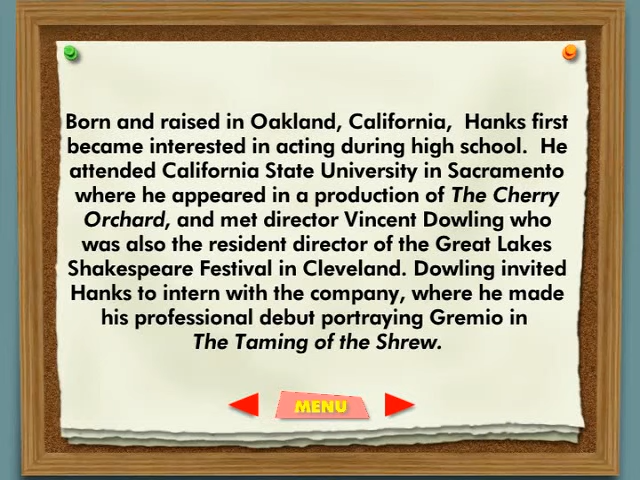 Born and raised in Oakland, California,  Hanks first
became interested in acting during high school.  He
attended California State University in Sacramento
where he appeared in a production of The Cherry
Orchard, and met director Vincent Dowling who
was also the resident director of the Great Lakes
Shakespeare Festival in Cleveland. Dowling invited
Hanks to intern with the company, where he made
his professional debut portraying Gremio in
The Taming of the Shrew.
MENU